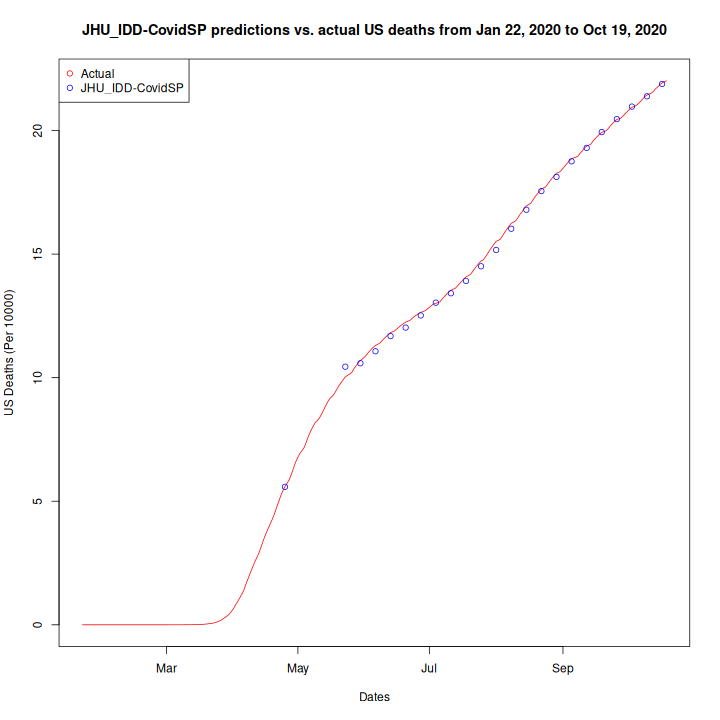 JHU_IDD-CovidSP predictions vs. actual US deaths from Jan 22, 2020 to Oct 19, 2020
Actual
JHU_IDD-CovidSP
US Deaths (Per 10000)
20
15
10
5
0
Mar May Jul Sep
Dates